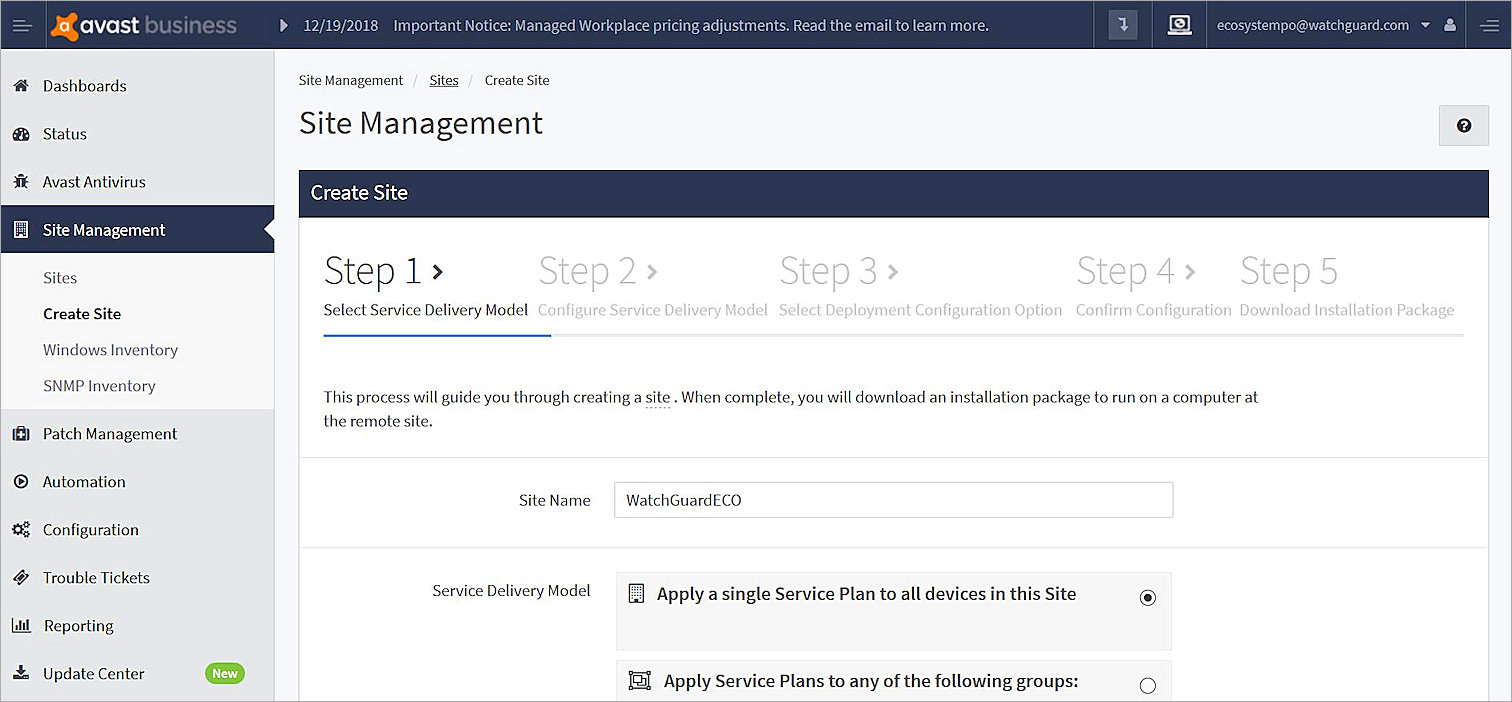 avast business
12/19/2018 Important Notice: Managed Workplace pricing adjustments. Read the email to learn more.
ecosystempo@watchguard.com
Dashboards
Status
Avast Antivirus
Site Management
Sites
Create Site
Windows Inventory
SNMP Inventory
Patch Management
Automation
Configuration
Trouble Tickets
Reporting
Update Center New
Site Management / Sites / Create Site
Site Management
Create Site
Step 1 Step 2 Step 3 Step 4 Step 5
Select Service Delivery Model Configure Service Delivery Model Select Deployment Configuration Option Confirm Configuration Download Installation Package
This process will guide you through creating a site . When complete, you will download an installation package to run on a computer at
the remote site.
Site Name WatchGuardECO
Service Delivery Model Apply a single Service Plan to all devices in this Site
Apply Service Plans to any of the following groups: